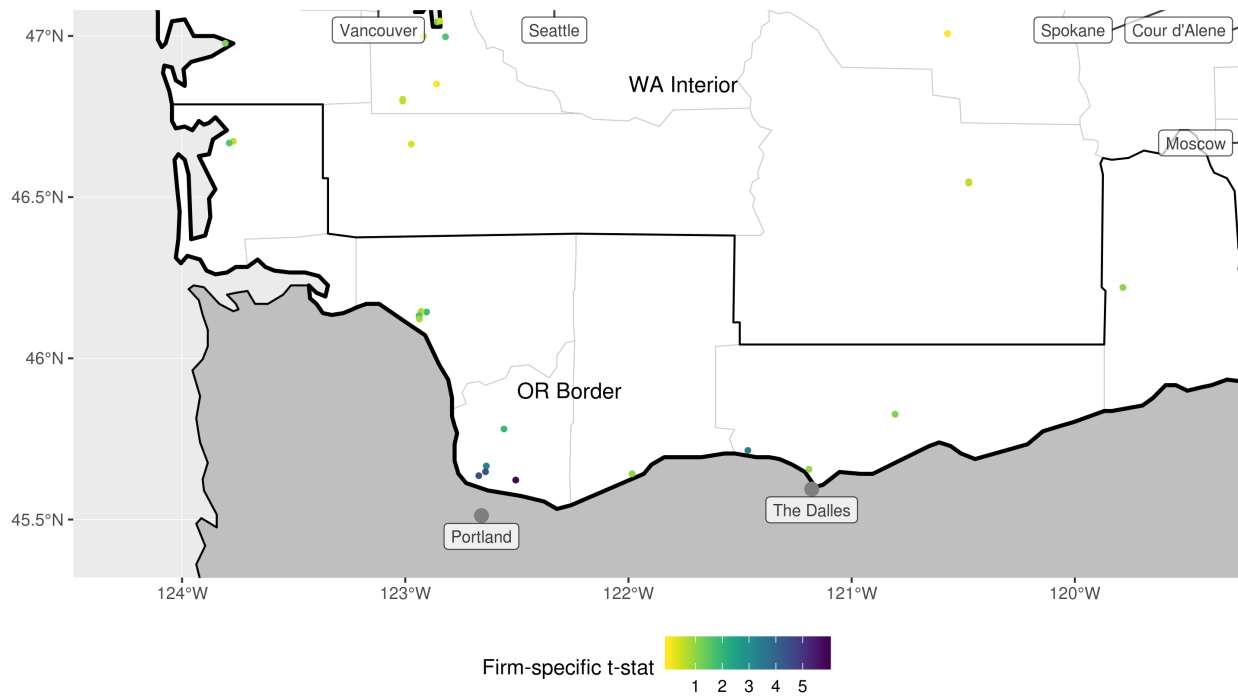 47°N
46.5°N
46°N
45.5°N
Vancouver
Seattle
Spokane
Cour d'Alene
WA Interior
Moscow
OR Border
The Dalles
Portland
124°W
123°W
122°W
121°W
120°W
Firm-specific t-stat
1 2 3 4 5